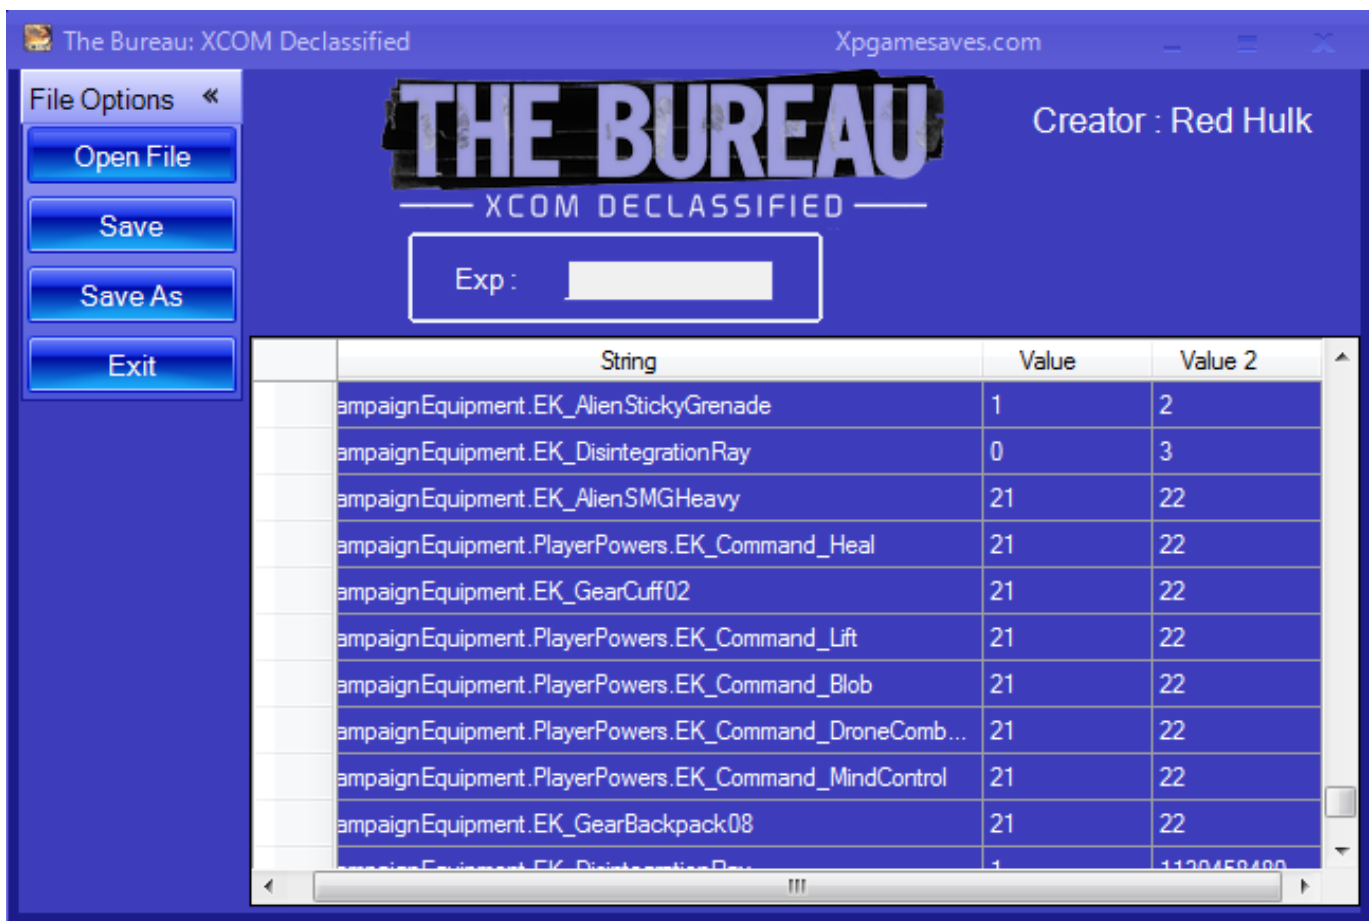 The Bureau: XCOM Declassified Xpgamesaves.com
File Options «
THE BUREAU
XCOM DECLASSIFIED
Creator : Red Hulk
Open File
Save
Save As
Exit
Exp :
String Value Value 2
ampaignEquipment.EK_AlienStickyGrenade 1 2
ampaignEquipment.EK_DisintegrationRay 0 3
ampaignEquipment.EK_AlienSMGHeavy 21 22
ampaignEquipment.PlayerPowers.EK_Command_Heal 21 22
ampaignEquipment.EK_GearCuff02 21 22
ampaignEquipment.PlayerPowers.EK_Command_Lift 21 22
ampaignEquipment.PlayerPowers.EK_Command_Blob 21 22
ampaignEquipment.PlayerPowers.EK_Command_DroneComb... 21 22
ampaignEquipment.PlayerPowers.EK_Command_MindControl 21 22
ampaignEquipment.EK_GearBackpack08 21 22
ampaignEquipment.EK_DisintegrationRay 1